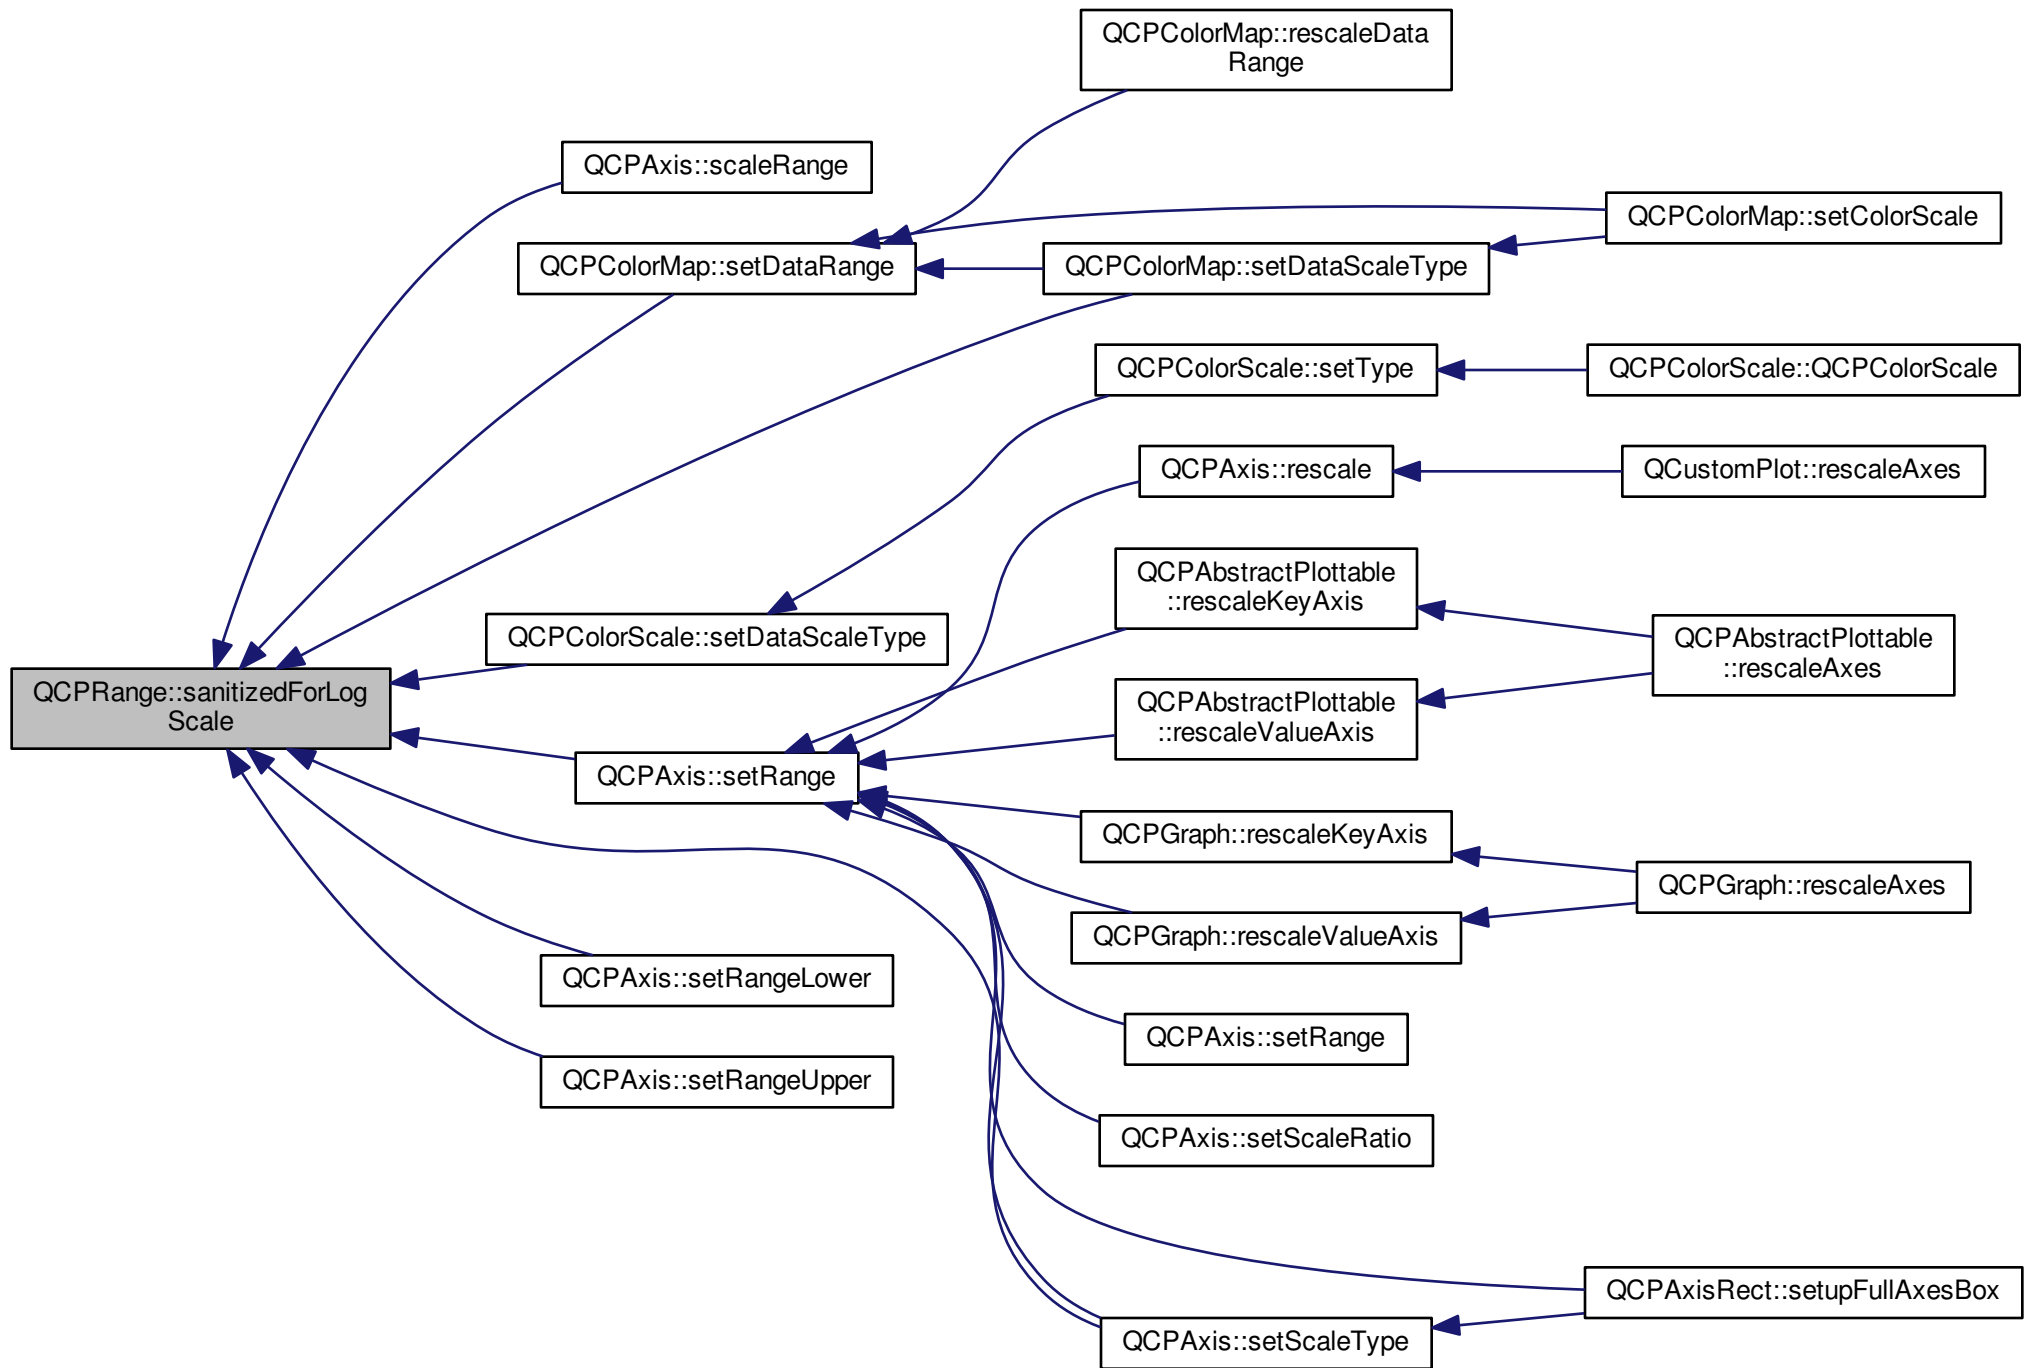 QCPColorMap::rescaleData
Range
QCPAxis::scaleRange
QCPColorMap::setColorScale
QCPColorMap::setDataRange
QCPColorMap::setDataScaleType
QCPColorScale::setType
QCPColorScale::QCPColorScale
QCPAxis::rescale
QCustomPlot::rescaleAxes
QCPAbstractPlottable
::rescaleKeyAxis
QCPColorScale::setDataScaleType
QCPAbstractPlottable
::rescaleAxes
QCPRange::sanitizedForLog
Scale
QCPAbstractPlottable
::rescaleValueAxis
QCPAxis::setRange
QCPGraph::rescaleKeyAxis
QCPGraph::rescaleAxes
QCPGraph::rescaleValueAxis
QCPAxis::setRangeLower
QCPAxis::setRange
QCPAxis::setRangeUpper
QCPAxis::setScaleRatio
QCPAxisRect::setupFullAxesBox
QCPAxis::setScaleType